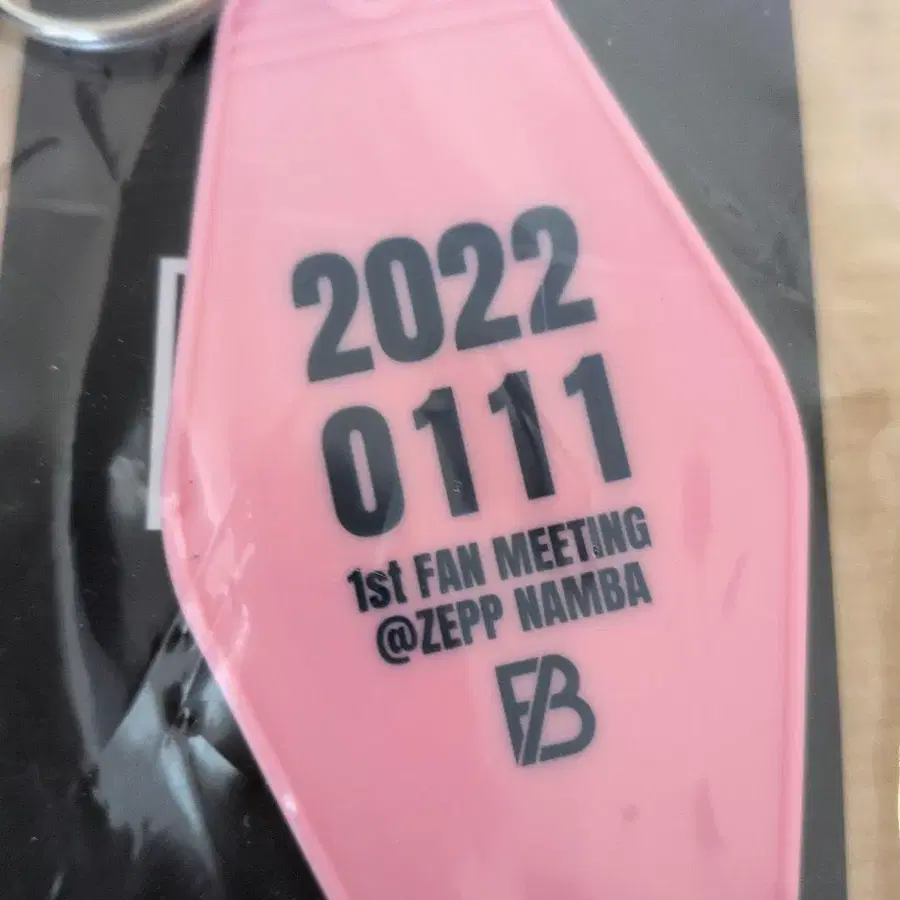 2022
0111
1st FAN MEETING
@ZEPP NAMBA
FB